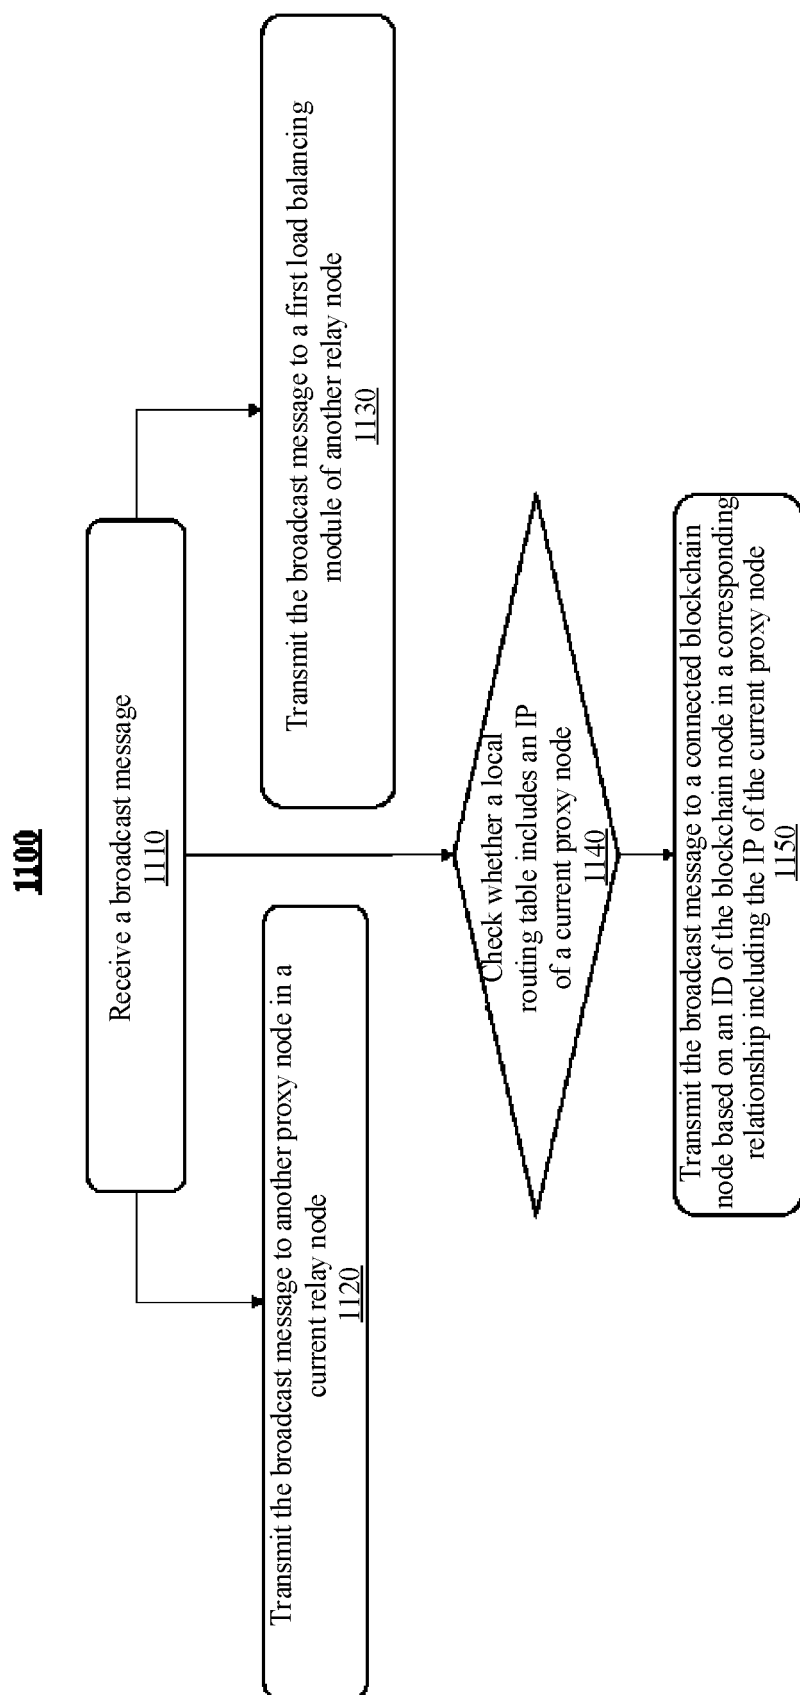 1100
Receive a broadcast message
1110
Transmit the broadcast message to another proxy node in a
current relay node
1120
Transmit the broadcast message to a first load balancing
module of another relay node
1130
Check whether a local
routing table includes an IP
of a current proxy node
1140
Transmit the broadcast message to a connected blockchain
node based on an ID of the blockchain node in a corresponding
relationship including the IP of the current proxy node
1150